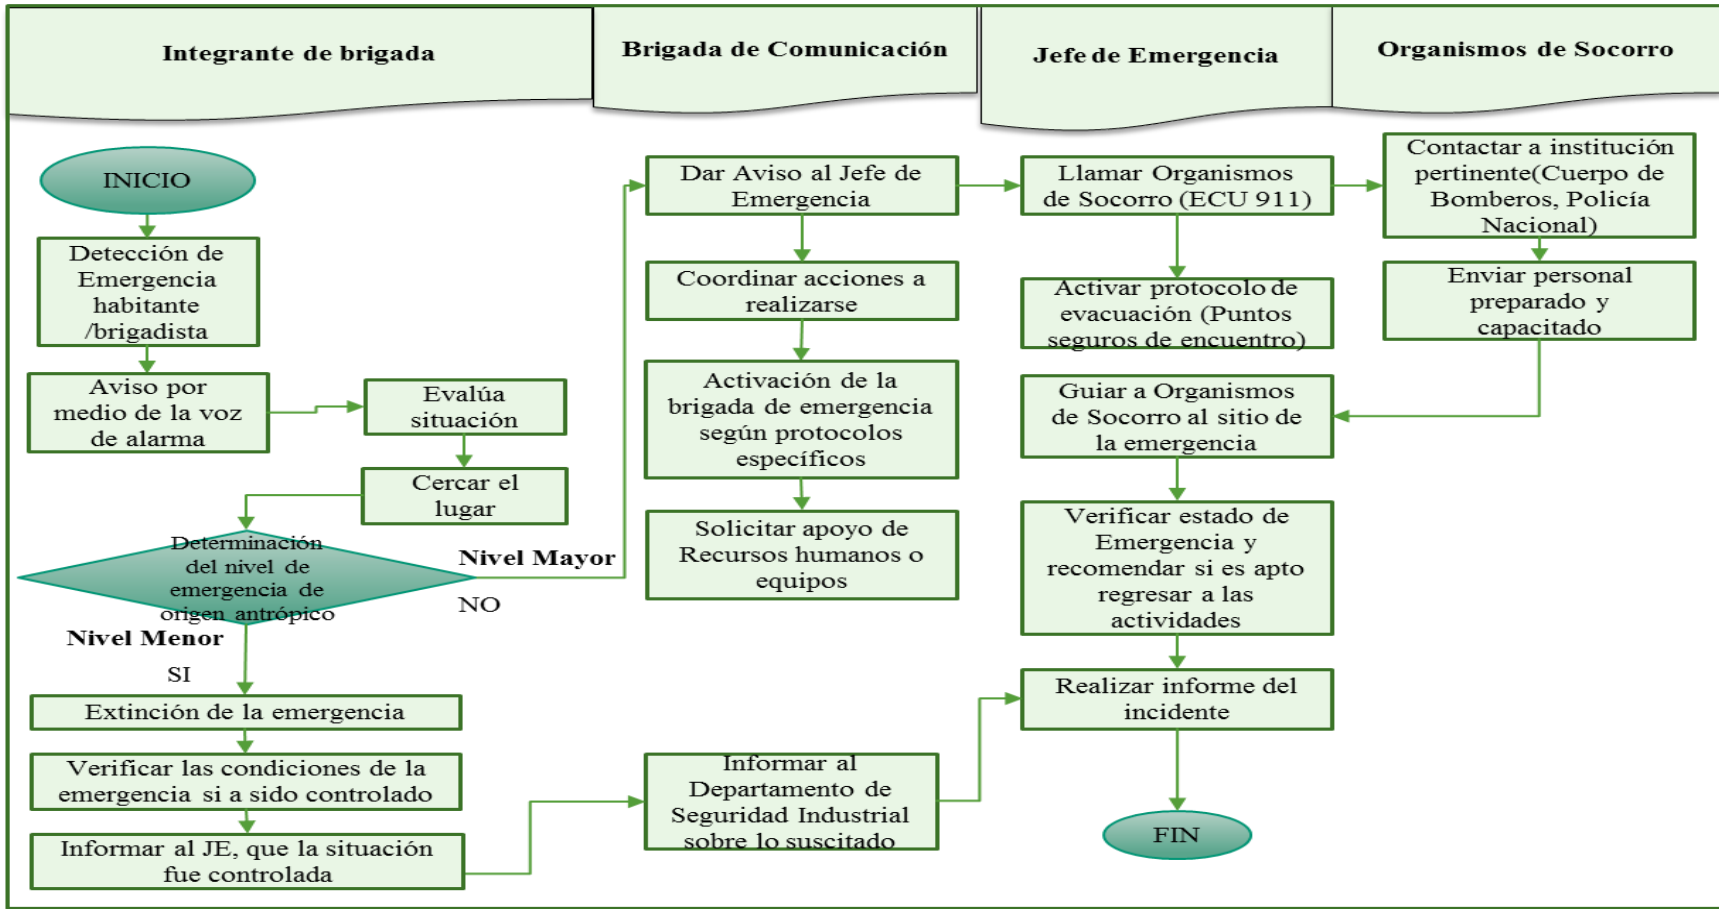 Integrante de brigada
Brigada de Comunicación
Jefe de Emergencia
Organismos de Socorro
INICIO
Detección de
Emergencia
habitante
/brigadista
Aviso por
medio de la voz
de alarma
Evalúa
situación
Cercar el
lugar
Determinación
del nivel de
emergencia de
origen antrópico
Nivel Mayor
NO
Nivel Menor
SI
Extinción de la emergencia
Verificar las condiciones de la
emergencia si a sido controlado
Informar al JE, que la situación
fue controlada
Dar Aviso al Jefe de
Emergencia
Coordinar acciones a
realizarse
Activación de la
brigada de emergencia
según protocolos
específicos
Solicitar apoyo de
Recursos humanos o
equipos
Informar al
Departamento de
Seguridad Industrial
sobre lo suscitado
Llamar Organismos
de Socorro (ECU 911)
Activar protocolo de
evacuación (Puntos
seguros de encuentro)
Guiar a Organismos
de Socorro al sitio de
la emergencia
Verificar estado de
Emergencia y
recomendar si es apto
regresar a las
actividades
Realizar informe del
incidente
FIN
Contactar a institución
pertinente(Cuerpo de
Bomberos, Policía
Nacional)
Enviar personal
preparado y
capacitado